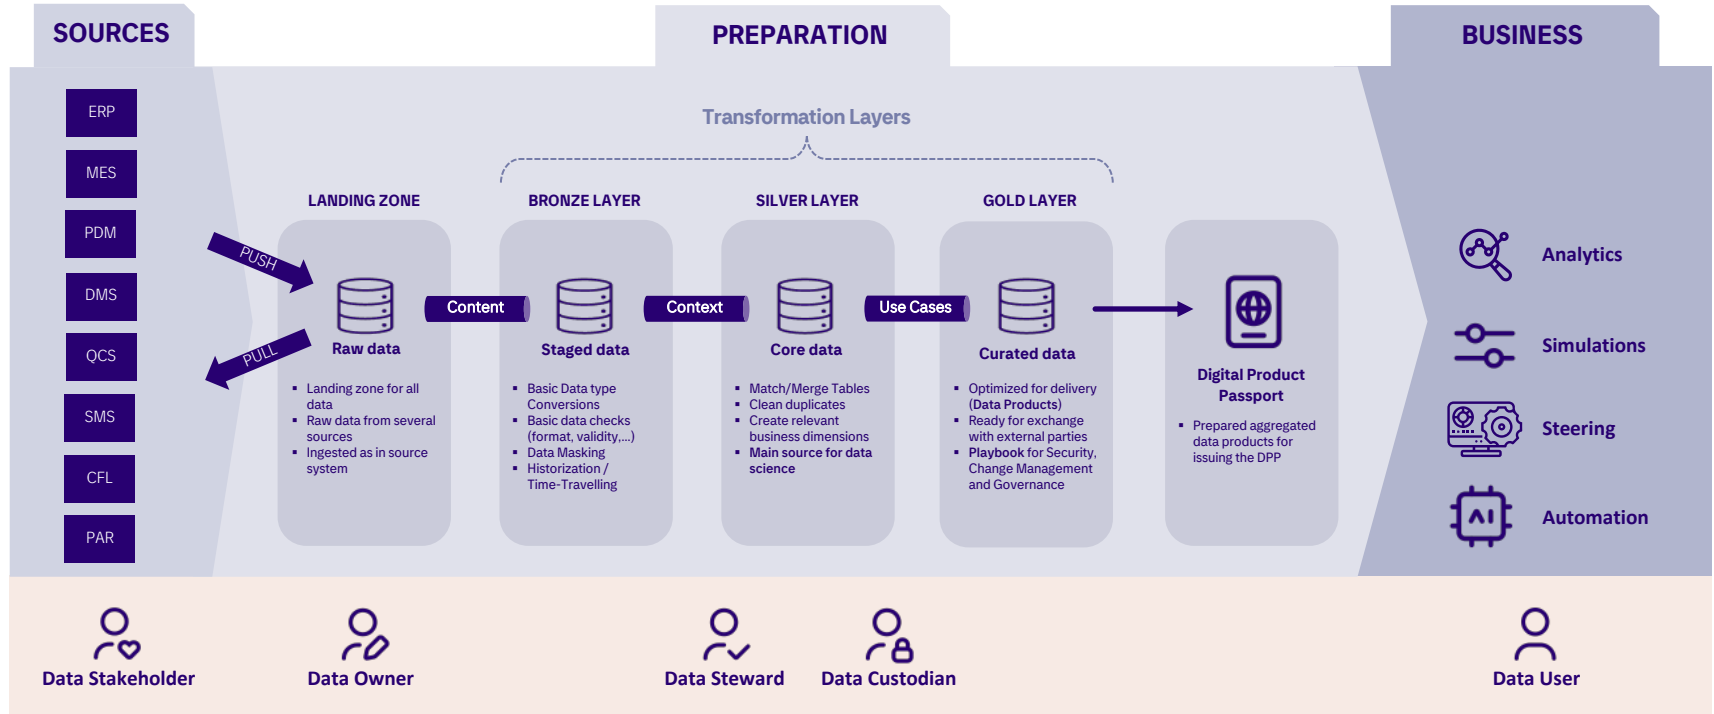 SOURCES
PREPARATION
BUSINESS
ERP
MES
PDM
DMS
QCS
SMS
CFL
PAR
PUSH
PULL
Transformation Layers
LANDING ZONE
BRONZE LAYER
SILVER LAYER
GOLD LAYER
Content
Context
Use Cases
Raw data
▪ Landing zone for all
data
▪ Raw data from several
sources
▪ Ingested as in source
system
Staged data
▪ Basic Data type
Conversions
▪ Basic data checks
(format, validity,...)
▪ Data Masking
▪ Historization /
Time-Travelling
Core data
▪ Match/Merge Tables
▪ Clean duplicates
▪ Create relevant
business dimensions
▪ Main source for data
science
Curated data
▪ Optimized for delivery
(Data Products)
▪ Ready for exchange
with external parties
▪ Playbook for Security,
Change Management
and Governance
Digital Product
Passport
▪ Prepared aggregated
data products for
issuing the DPP
Analytics
Simulations
Steering
AI
Automation
Data Stakeholder
Data Owner
Data Steward
Data Custodian
Data User